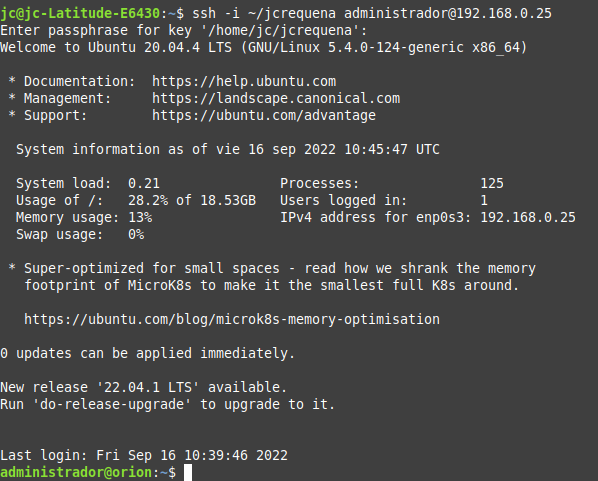 jc@jc-Latitude-E6430:~$ ssh -i ~/jcrequena administrador@192.168.0.25
Enter passphrase for key '/home/jc/jcrequena':
Welcome to Ubuntu 20.04.4 LTS (GNU/Linux 5.4.0-124-generic x86_64)
* Documentation:  https://help.ubuntu.com
* Management:     https://landscape.canonical.com
* Support:        https://ubuntu.com/advantage
System information as of vie 16 sep 2022 10:45:47 UTC
System load:  0.21               Processes:               125
Usage of /:   28.2% of 18.53GB   Users logged in:         1
Memory usage: 13%                IPv4 address for enp0s3: 192.168.0.25
Swap usage:   0%
* Super-optimized for small spaces - read how we shrank the memory
footprint of MicroK8s to make it the smallest full K8s around.
https://ubuntu.com/blog/microk8s-memory-optimisation
0 updates can be applied immediately.
New release '22.04.1 LTS' available.
Run 'do-release-upgrade' to upgrade to it.
Last login: Fri Sep 16 10:39:46 2022
administrador@orion:~$